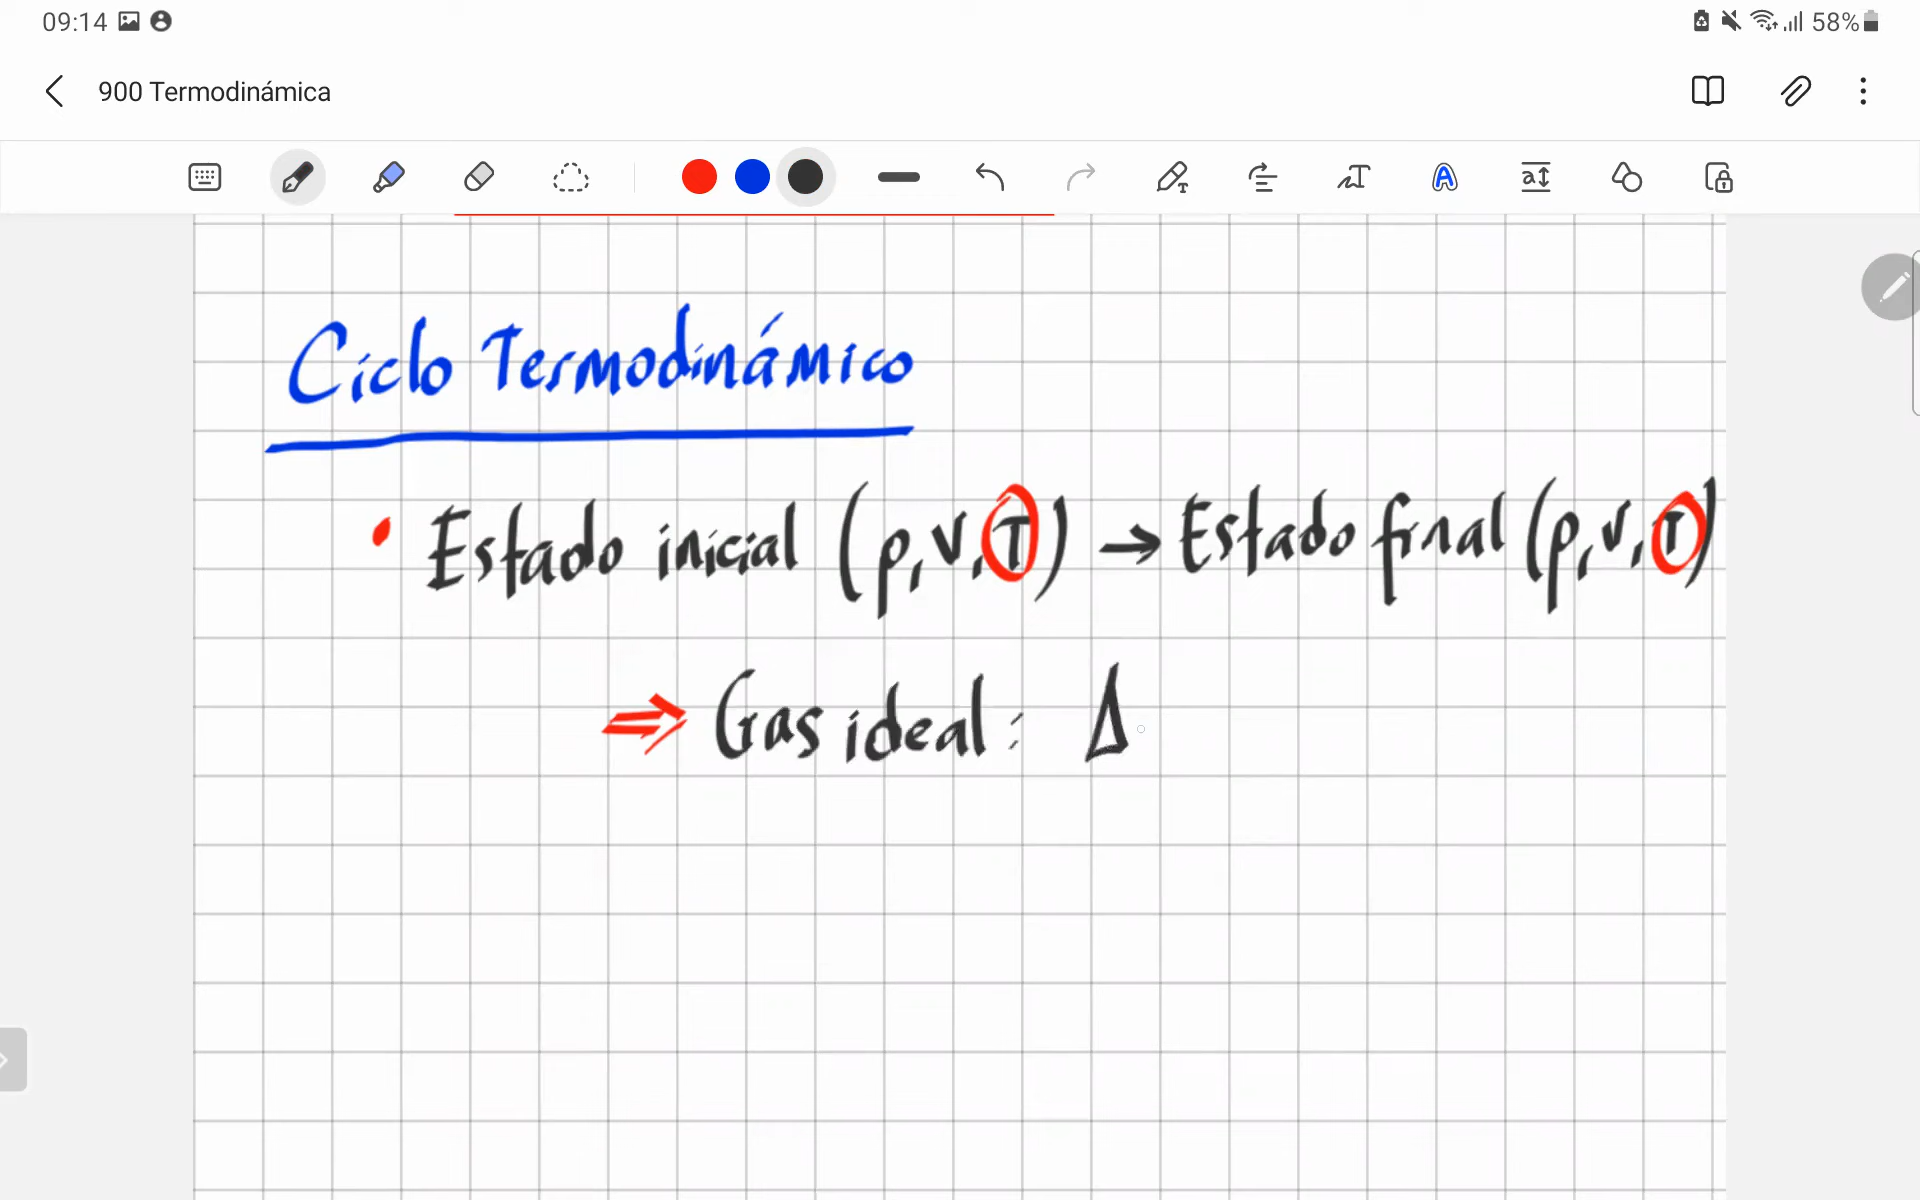 09:14 58%
900 Termodinámica
Ciclo Termodinámico
• Estado inicial (p,V,T) → Estado final (p,V,T)
⇒ Gas ideal: Δ